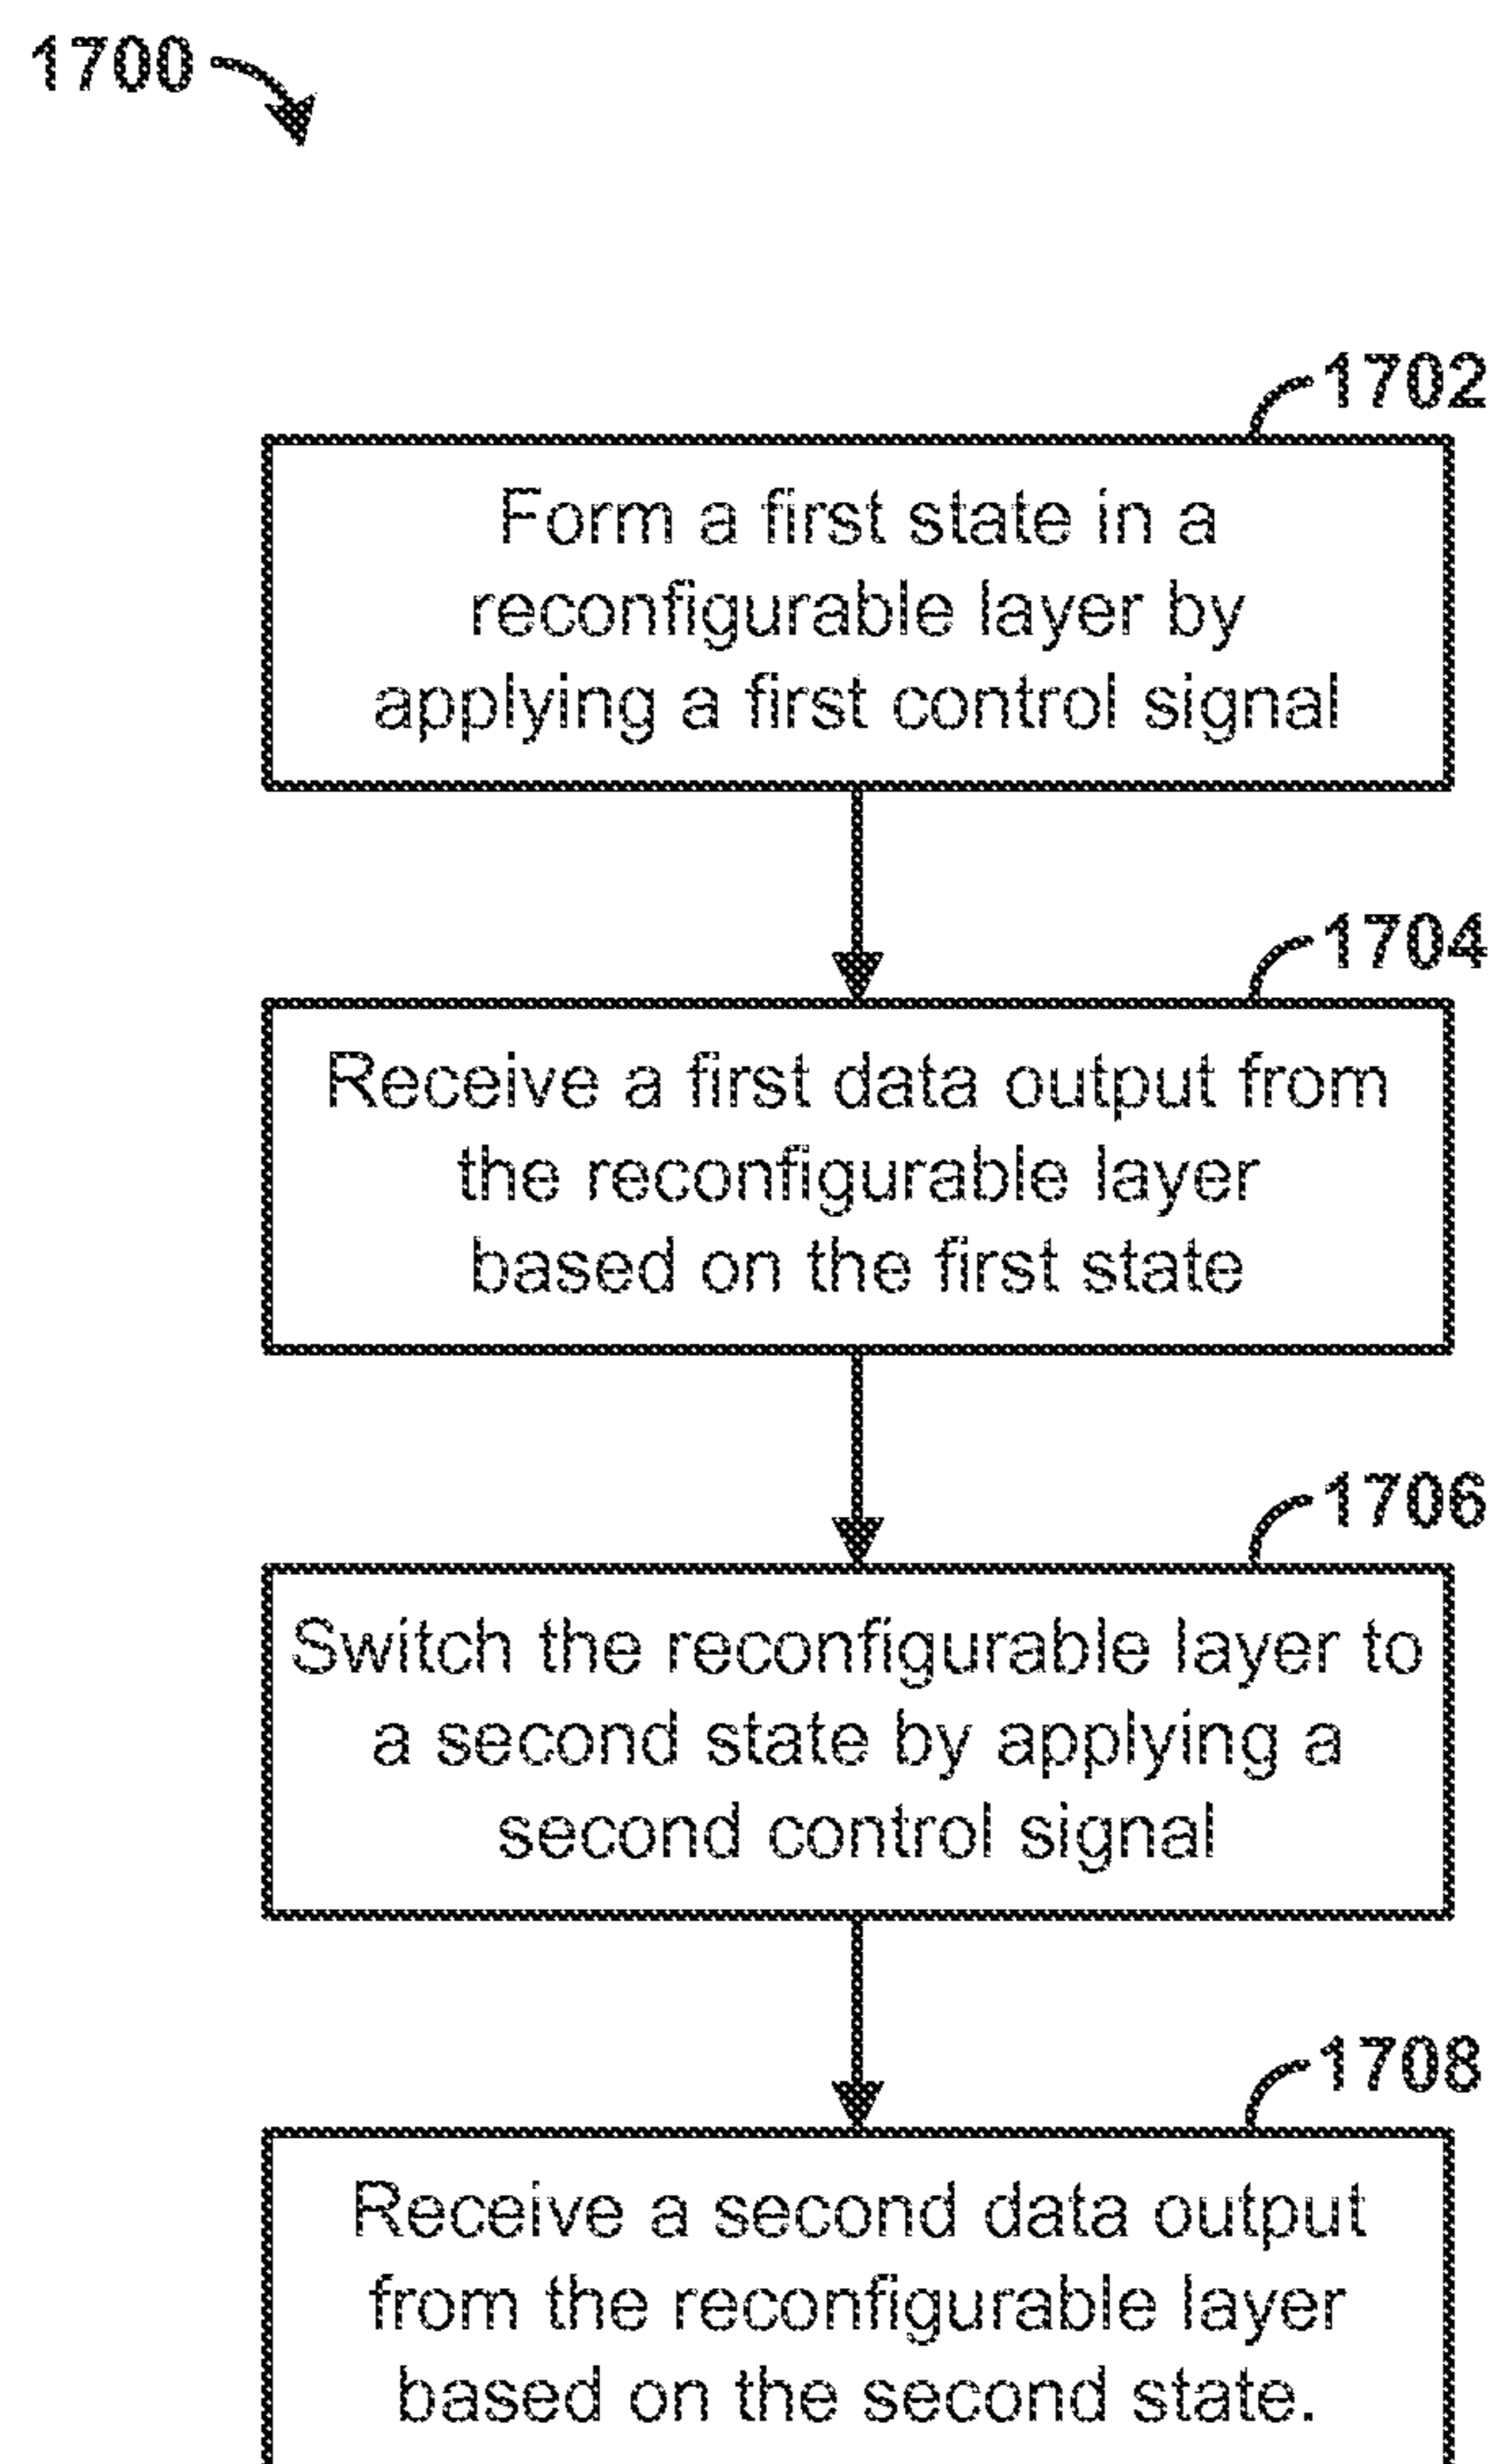 1700
1702
Form a first state in a
reconfigurable layer by
applying a first control signal
1704
Receive a first data output from
the reconfigurable layer
based on the first state
1706
Switch the reconfigurable layer to
a second state by applying a
second control signal
1708
Receive a second data output
from the reconfigurable layer
based on the second state.